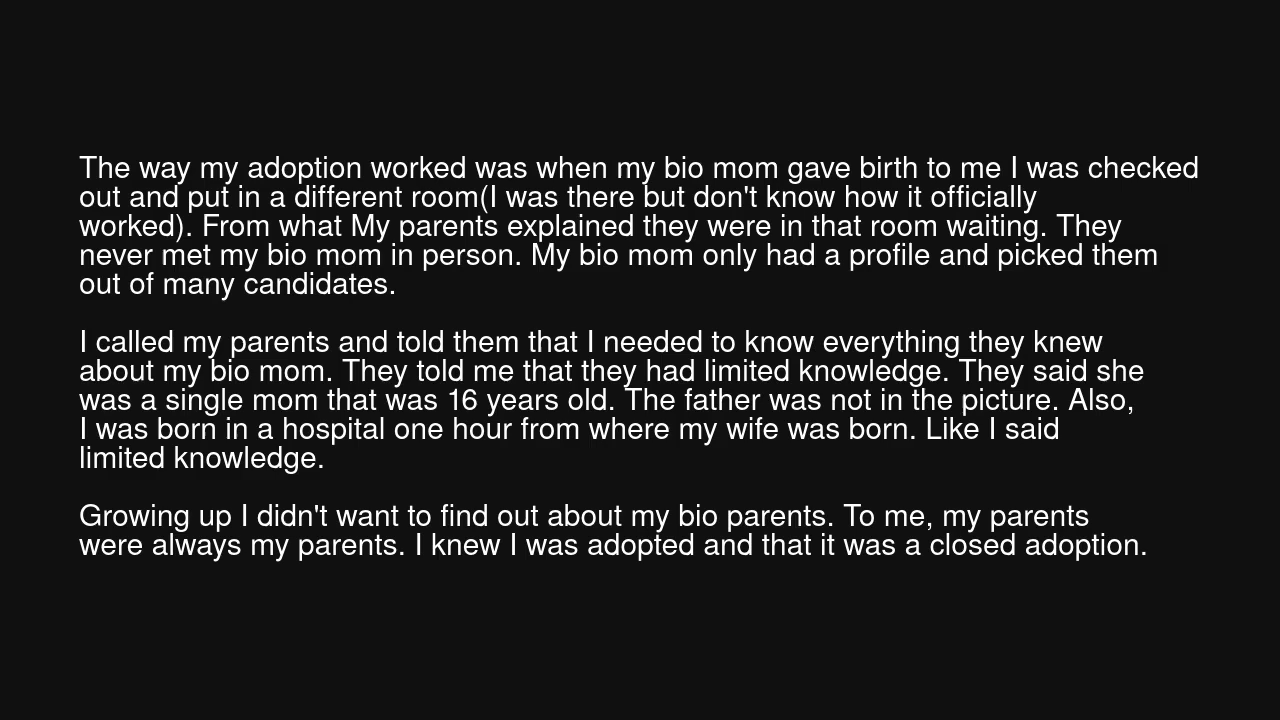 The way my adoption worked was when my bio mom gave birth to me I was checked
out and put in a different room(I was there but don't know how it officially
worked). From what My parents explained they were in that room waiting. They
never met my bio mom in person. My bio mom only had a profile and picked them
out of many candidates.
I called my parents and told them that I needed to know everything they knew
about my bio mom. They told me that they had limited knowledge. They said she
was a single mom that was 16 years old. The father was not in the picture. Also,
I was born in a hospital one hour from where my wife was born. Like I said
limited knowledge.
Growing up I didn't want to find out about my bio parents. To me, my parents
were always my parents. I knew I was adopted and that it was a closed adoption.